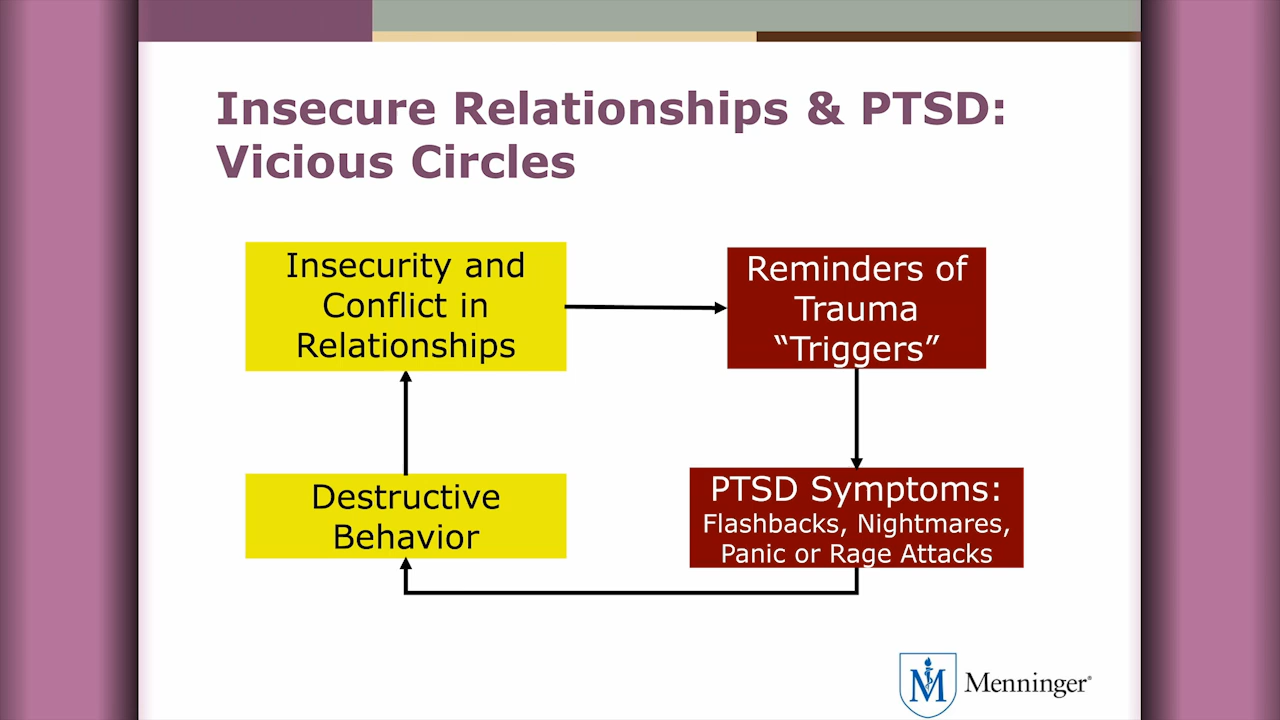 Insecure Relationships & PTSD:
Vicious Circles
Insecurity and
Conflict in
Relationships
Reminders of
Trauma
“Triggers”
Destructive
Behavior
PTSD Symptoms:
Flashbacks, Nightmares,
Panic or Rage Attacks
M
Menninger®